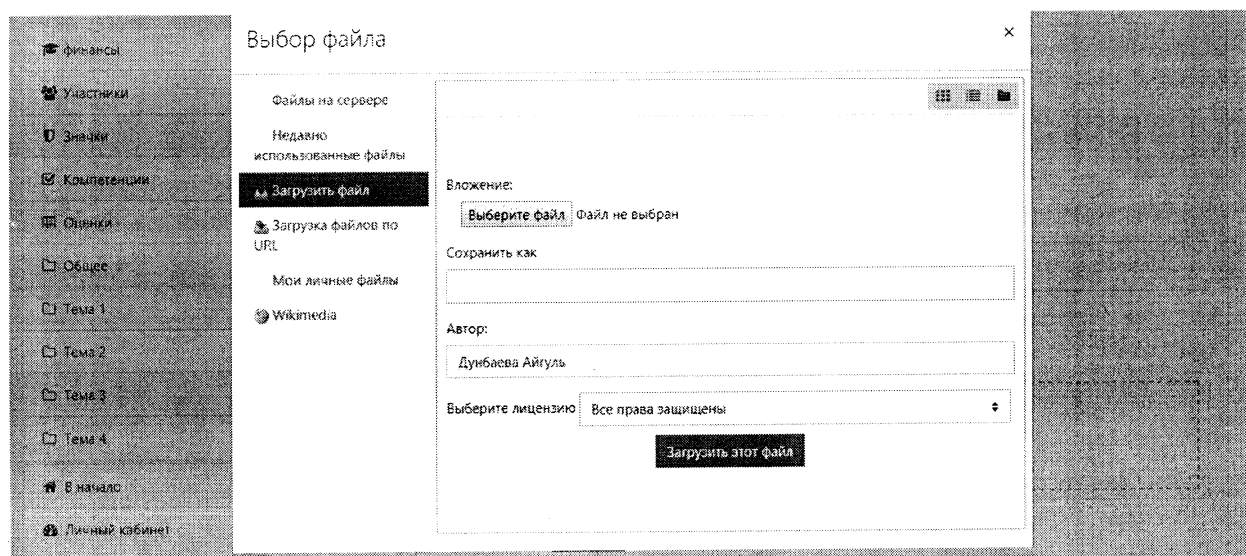 финансы
Участники
Значки
Компетенции
Оценки
Общее
Тема 1
Тема 2
Тема 3
Тема 4
В начало
Личный кабинет
Выбор файла
×
Файлы на сервере
Недавно
использованные файлы
Загрузить файл
Загрузка файлов по
URL
Мои личные файлы
Wikimedia
Вложение:
Выберите файл Файл не выбран
Сохранить как
Автор:
Дунбаева Айгуль
Выберите лицензию Все права защищены
Загрузить этот файл